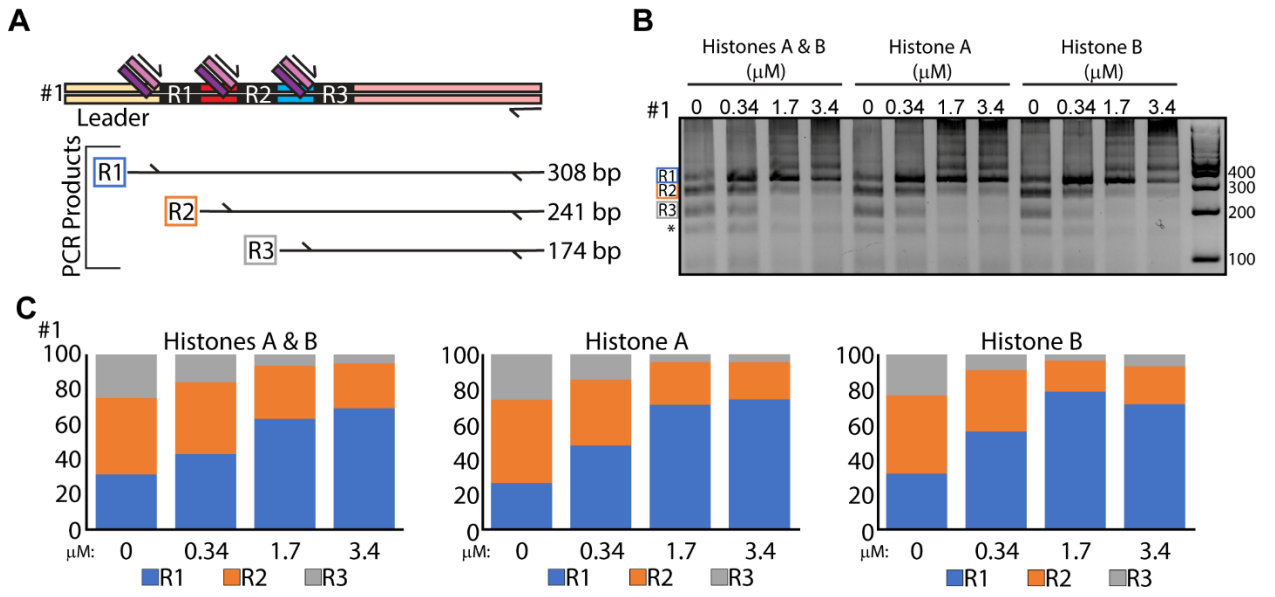 A
#1 R1 R2 R3
Leader
PCR Products
R1 308 bp
R2 241 bp
R3 174 bp
B
Histones A & B Histone A Histone B
(μM) (μM) (μM)
#1 0 0.34 1.7 3.4 0 0.34 1.7 3.4 0 0.34 1.7 3.4
R1 400
R2 300
R3 200
*
100
C
#1
Histones A & B
100
80
60
40
20
0
μM: 0 0.34 1.7 3.4
R1 R2 R3
Histone A
100
80
60
40
20
0
0 0.34 1.7 3.4
R1 R2 R3
Histone B
100
80
60
40
20
0
μM: 0 0.34 1.7 3.4
R1 R2 R3